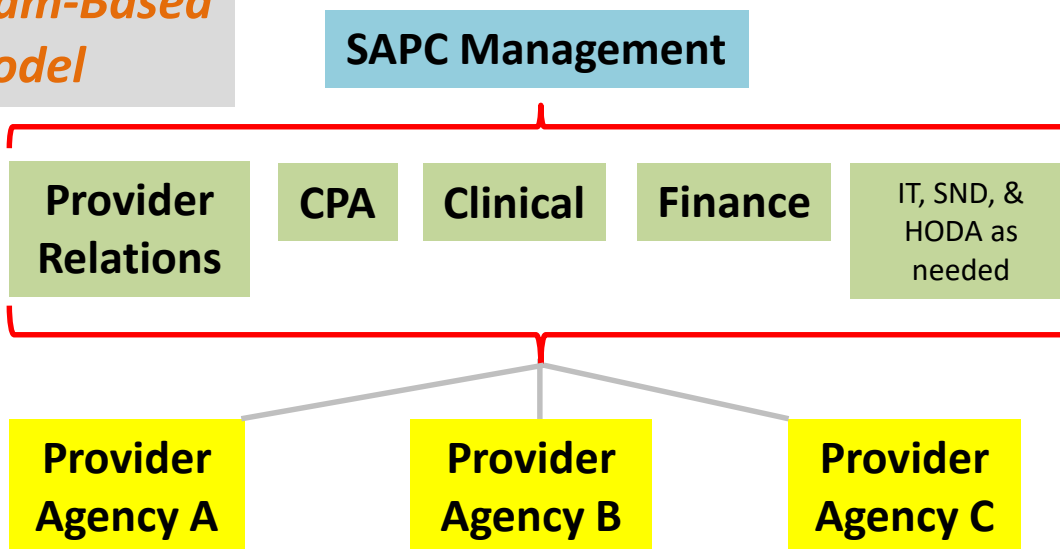 SAPC Management
Provider
Relations
CPA
Clinical
Finance
IT, SND, &
HODA as
needed
Provider
Agency A
Provider
Agency B
Provider
Agency C